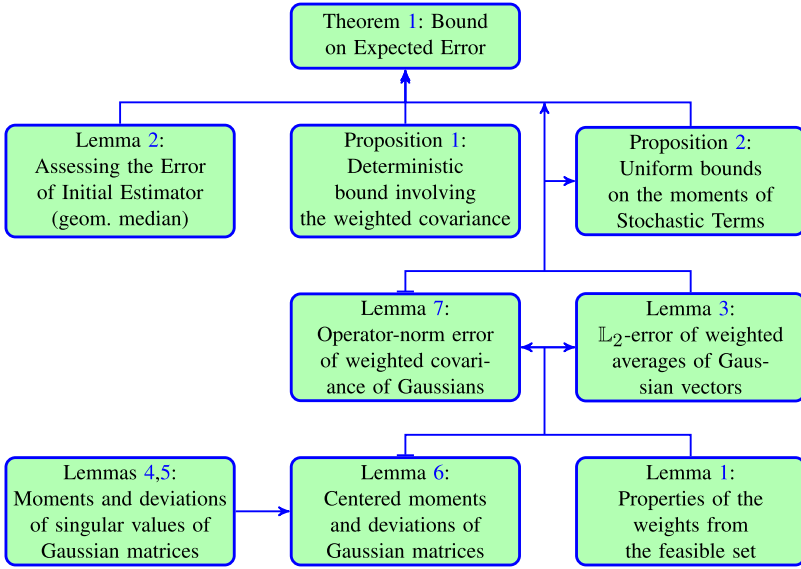 Theorem 1: Bound
on Expected Error
Lemma 2:
Assessing the Error
of Initial Estimator
(geom. median)
Proposition 1:
Deterministic
bound involving
the weighted covariance
Proposition 2:
Uniform bounds
on the moments of
Stochastic Terms
Lemma 7:
Operator-norm error
of weighted covari-
ance of Gaussians
Lemma 3:
𝕃2-error of weighted
averages of Gaus-
sian vectors
Lemmas 4,5:
Moments and deviations
of singular values of
Gaussian matrices
Lemma 6:
Centered moments
and deviations of
Gaussian matrices
Lemma 1:
Properties of the
weights from
the feasible set